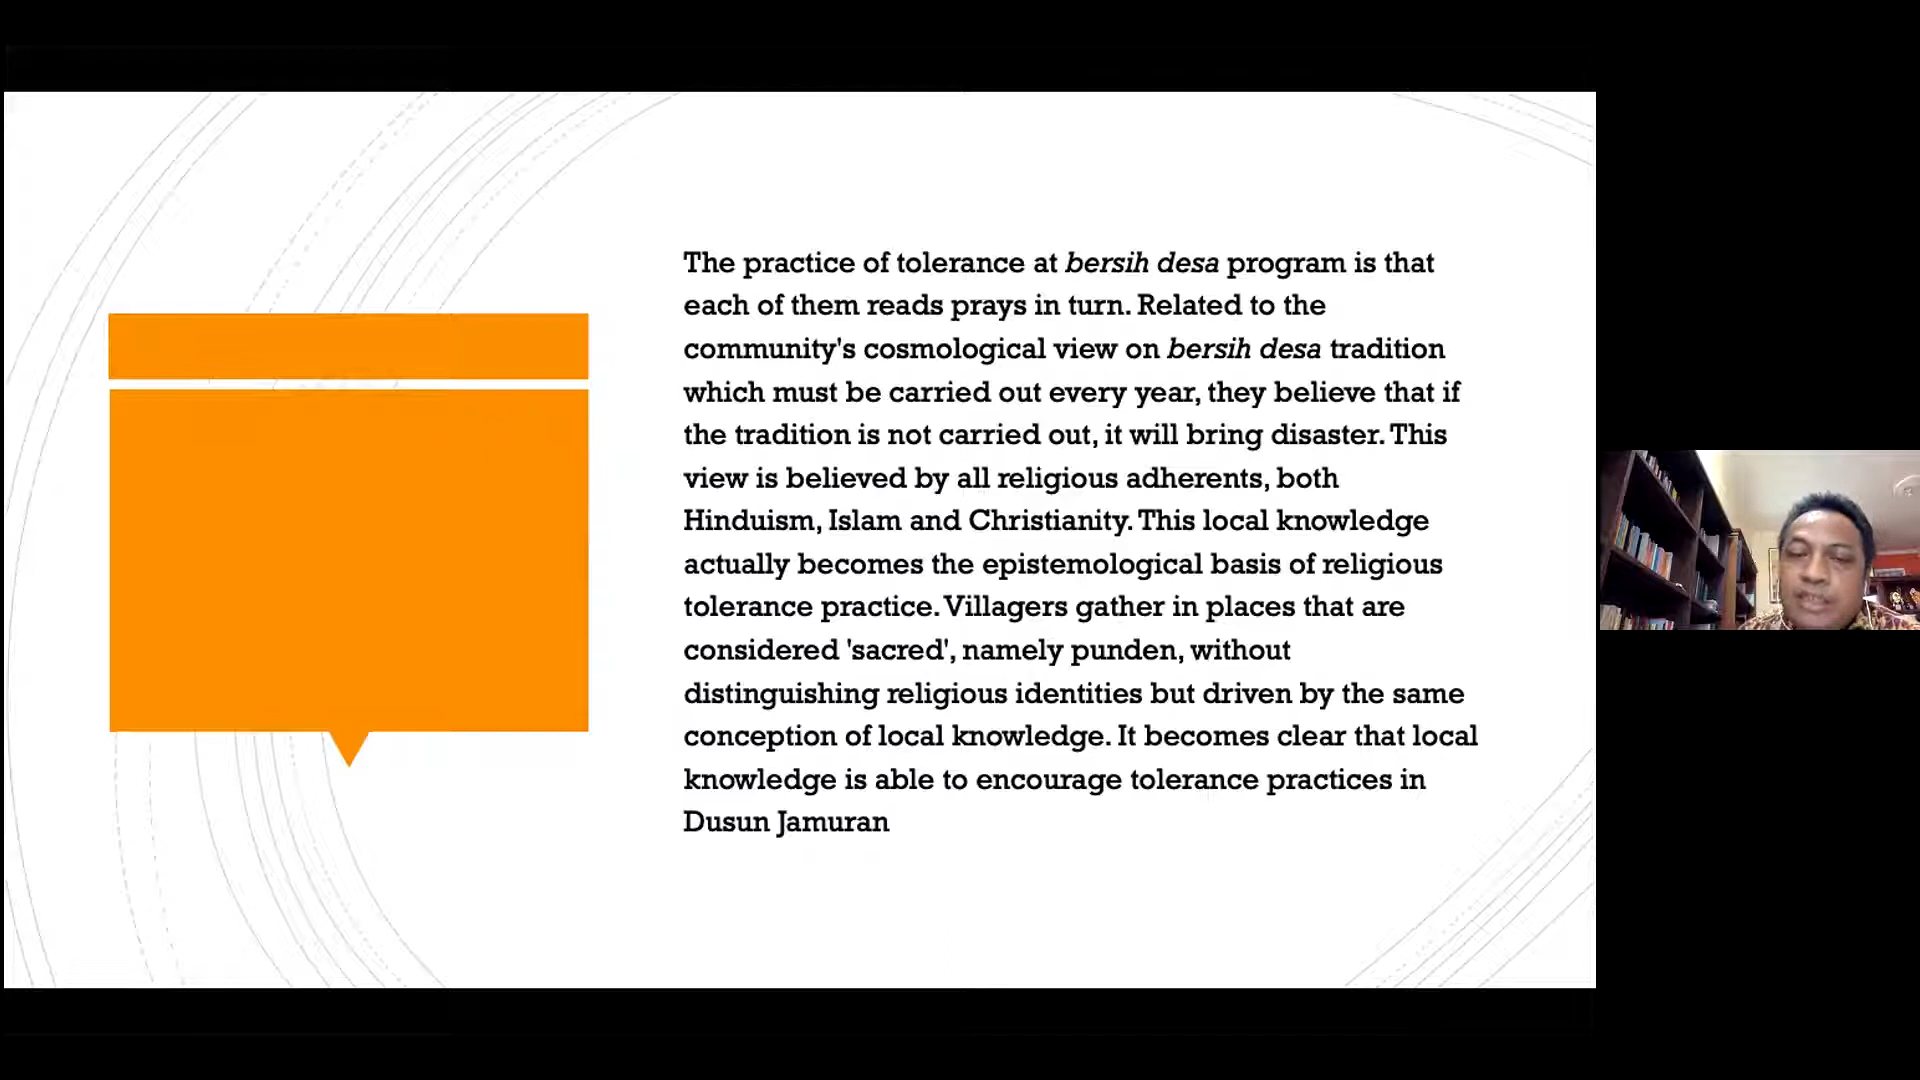 The practice of tolerance at bersih desa program is that
each of them reads prays in turn. Related to the
community's cosmological view on bersih desa tradition
which must be carried out every year, they believe that if
the tradition is not carried out, it will bring disaster. This
view is believed by all religious adherents, both
Hinduism, Islam and Christianity. This local knowledge
actually becomes the epistemological basis of religious
tolerance practice. Villagers gather in places that are
considered 'sacred', namely punden, without
distinguishing religious identities but driven by the same
conception of local knowledge. It becomes clear that local
knowledge is able to encourage tolerance practices in
Dusun Jamuran